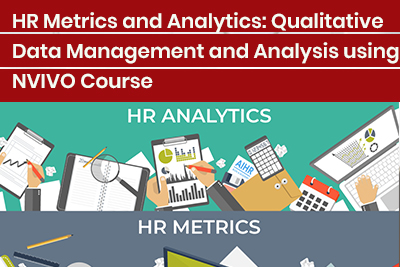 HR Metrics and Analytics: Qualitative
Data Management and Analysis using
NVIVO Course
HR ANALYTICS
AIHR
HR METRICS